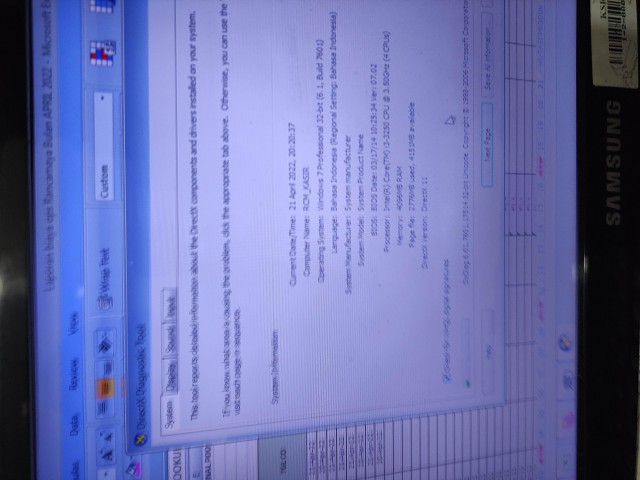 Laporan biaya ops Rancamaya Bulan APRIL 2022 - Microsoft Ex
Data Review View
Wrap Text Custom
DirectX Diagnostic Tool
System Display Sound Input
This tool reports detailed information about the DirectX components and drivers installed on your system.
If you know what area is causing the problem, click the appropriate tab above. Otherwise, you can use the
visit each page in sequence.
System Information
Current Date/Time: 21 April 2022, 20:20:37
Computer Name: RCM_KASIR
Operating System: Windows 7 Professional 32-bit (6.1, Build 7601)
Language: Bahasa Indonesia (Regional Setting: Bahasa Indonesia)
System Manufacturer: System manufacturer
System Model: System Product Name
BIOS: BIOS Date: 03/17/14 10:25:34 Ver: 07.02
Processor: Intel(R) Core(TM) i3-3250 CPU @ 3.50GHz (4 CPUs)
Memory: 4096MB RAM
Page file: 2776MB used, 4151MB available
DirectX Version: DirectX 11
Check for WHQL digital signatures
32-bit Unicode Copyright © 1998-2006 Microsoft Corporation
Help Next Page Save All Information
SAMSUNG